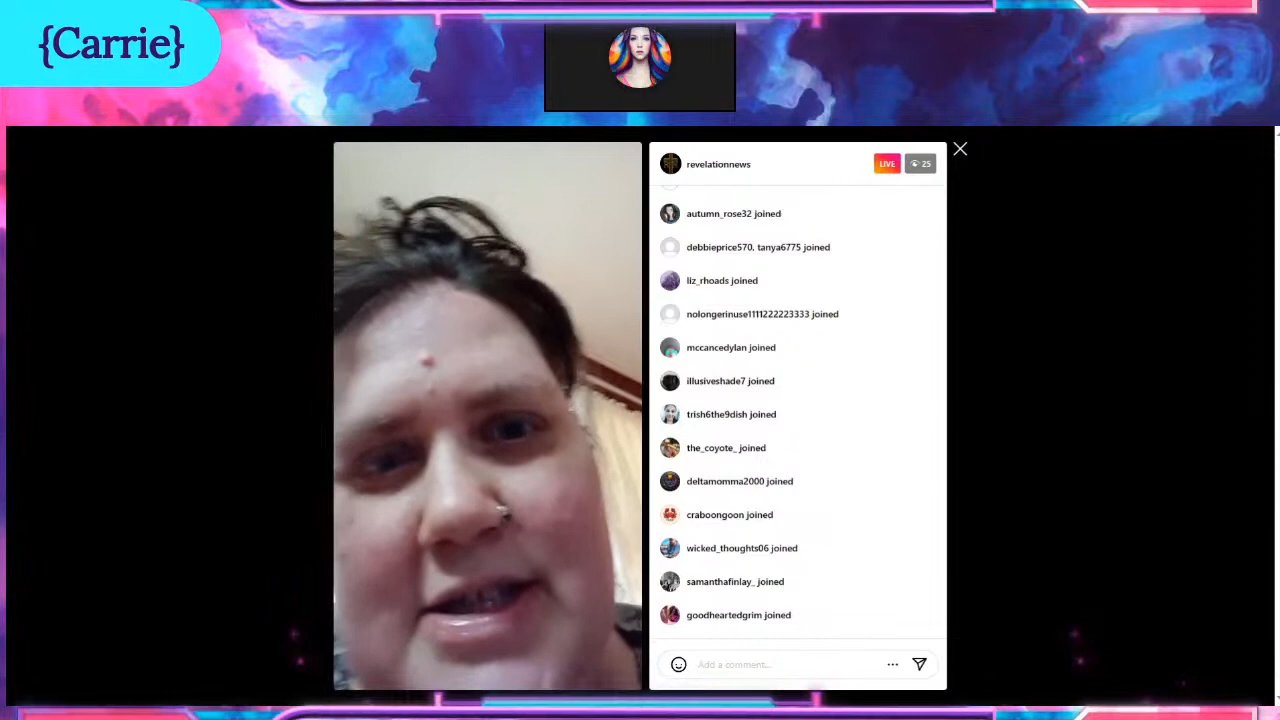 {Carrie}
revelationnews
LIVE
25
autumn_rose32 joined
debbieprice570, tanya6775 joined
liz_rhoads joined
nolongerinuse1111222223333 joined
mccancedylan joined
illusiveshade7 joined
trish6the9dish joined
the_coyote_ joined
deltamomma2000 joined
craboongoon joined
wicked_thoughts06 joined
samanthafinlay_ joined
goodheartedgrim joined
Add a comment...